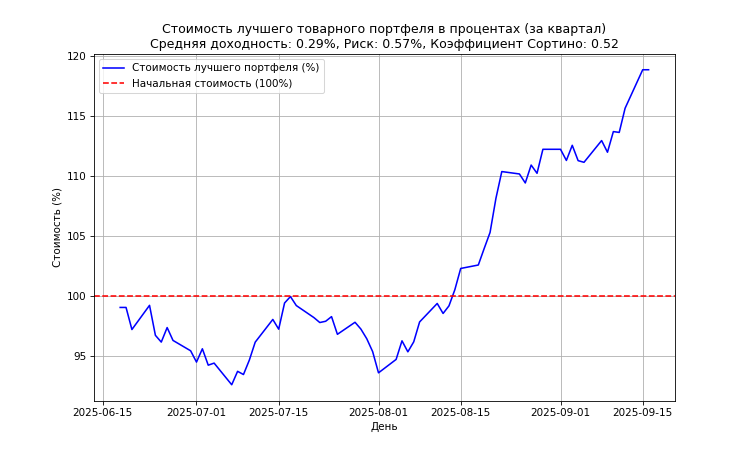 Стоимость лучшего товарного портфеля в процентах (за квартал)
Средняя доходность: 0.29%, Риск: 0.57%, Коэффициент Сортино: 0.52
Стоимость лучшего портфеля (%)
Начальная стоимость (100%)
Стоимость (%)
120
115
110
105
100
95
2025-06-15
2025-07-01
2025-07-15
2025-08-01
2025-08-15
2025-09-01
2025-09-15
День